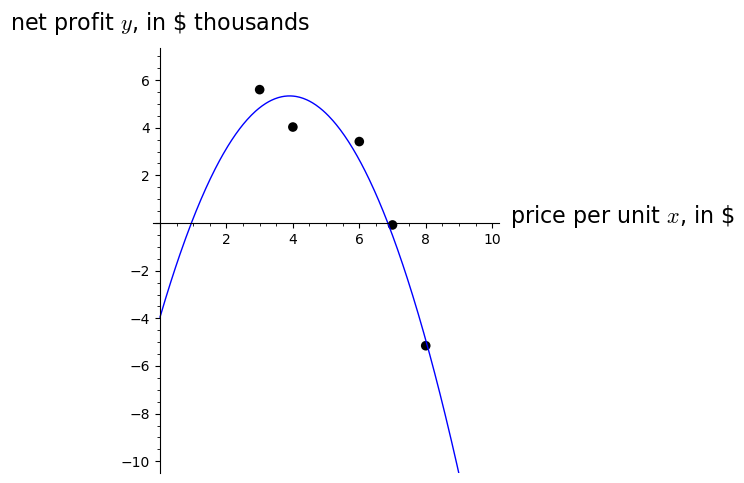 net profit y, in $ thousands
6
4
2
price per unit x, in $
2 4 6 8 10
−2
−4
−6
−8
−10